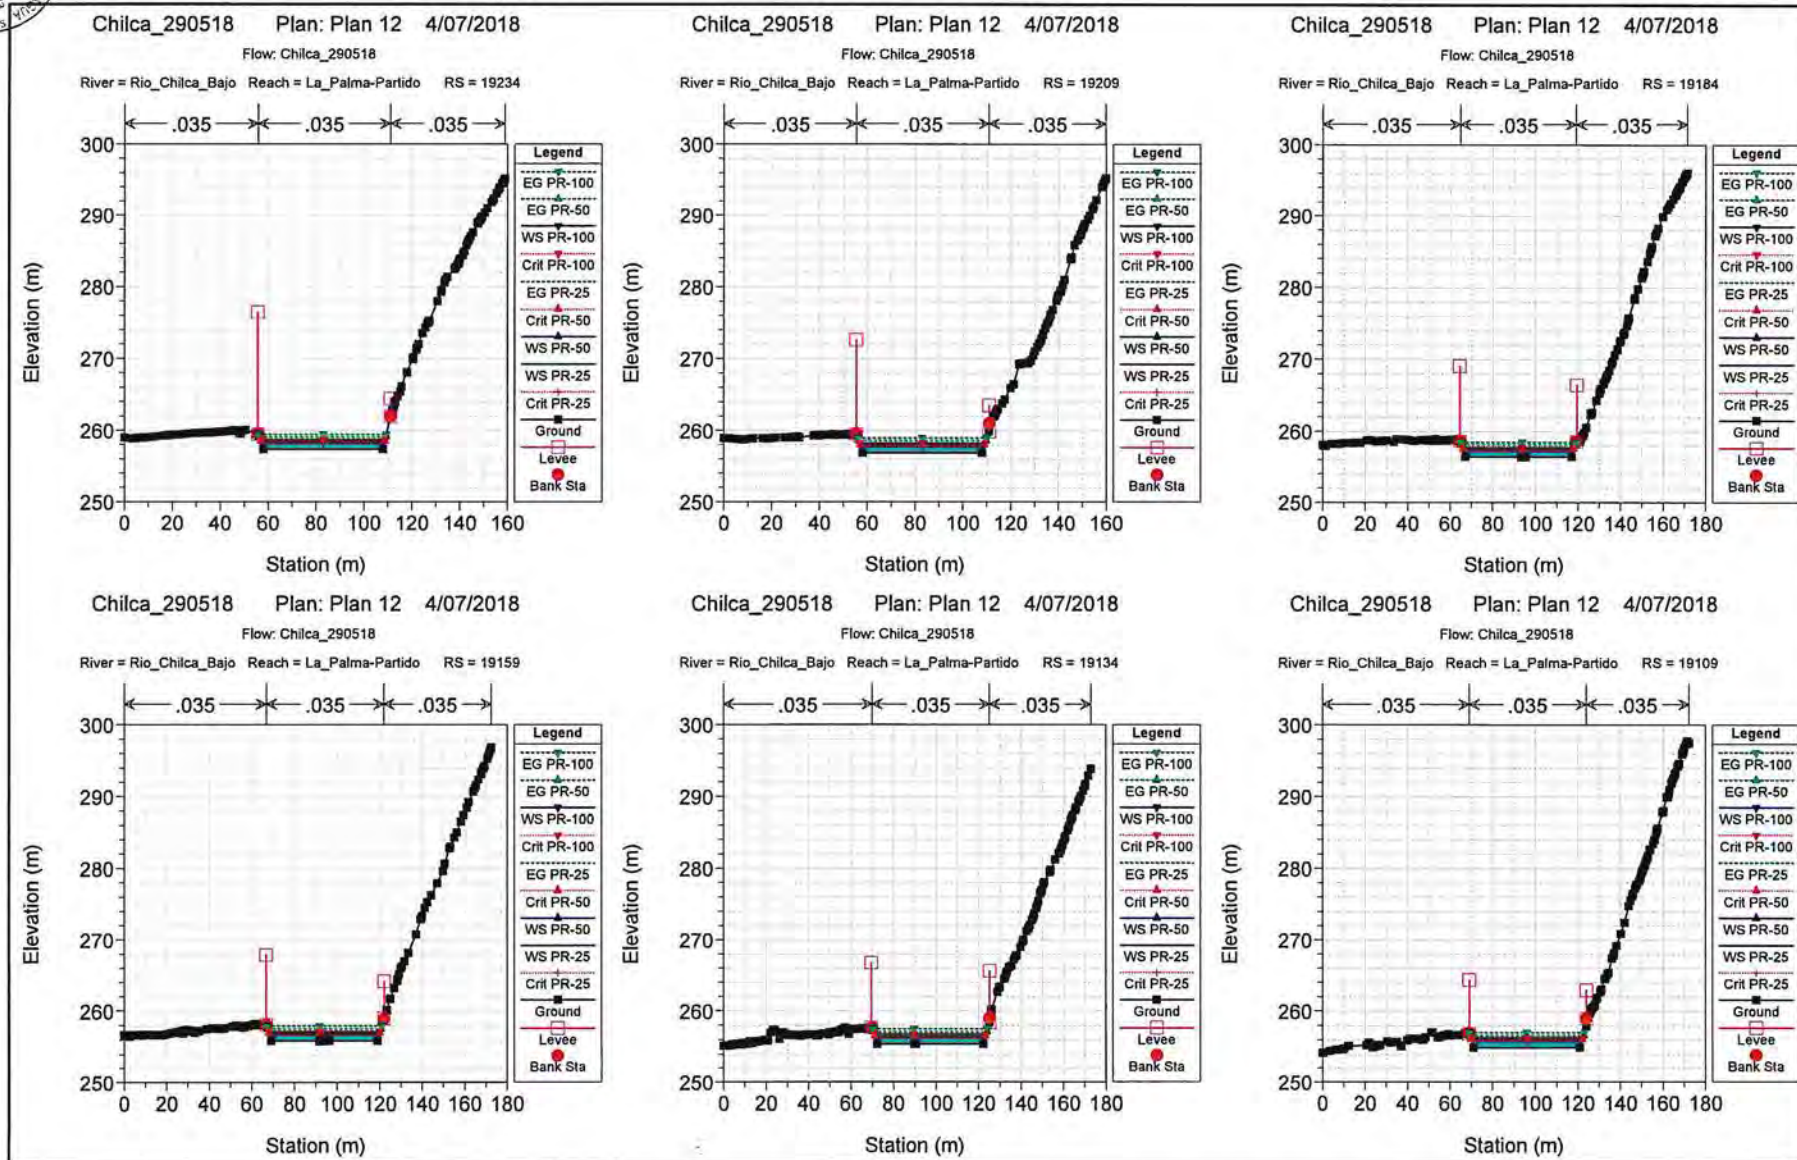 Chilca_290518 Plan: Plan 12 4/07/2018
Flow: Chilca_290518
River = Rio_Chilca_Bajo Reach = La_Palma-Partido RS = 19234
.035 .035 .035
Elevation (m)
300
290
280
270
260
250
0 20 40 60 80 100 120 140 160
Station (m)
Legend
EG PR-100
EG PR-50
WS PR-100
Crit PR-100
EG PR-25
Crit PR-50
WS PR-50
WS PR-25
Crit PR-25
Ground
Levee
Bank Sta
Chilca_290518 Plan: Plan 12 4/07/2018
Flow: Chilca_290518
River = Rio_Chilca_Bajo Reach = La_Palma-Partido RS = 19209
.035 .035 .035
Elevation (m)
300
290
280
270
260
250
0 20 40 60 80 100 120 140 160
Station (m)
Legend
EG PR-100
EG PR-50
WS PR-100
Crit PR-100
EG PR-25
Crit PR-50
WS PR-50
WS PR-25
Crit PR-25
Ground
Levee
Bank Sta
Chilca_290518 Plan: Plan 12 4/07/2018
Flow: Chilca_290518
River = Rio_Chilca_Bajo Reach = La_Palma-Partido RS = 19184
.035 .035 .035
Elevation (m)
300
290
280
270
260
250
0 20 40 60 80 100 120 140 160 180
Station (m)
Legend
EG PR-100
EG PR-50
WS PR-100
Crit PR-100
EG PR-25
Crit PR-50
WS PR-50
WS PR-25
Crit PR-25
Ground
Levee
Bank Sta
Chilca_290518 Plan: Plan 12 4/07/2018
Flow: Chilca_290518
River = Rio_Chilca_Bajo Reach = La_Palma-Partido RS = 19159
.035 .035 .035
Elevation (m)
300
290
280
270
260
250
0 20 40 60 80 100 120 140 160 180
Station (m)
Legend
EG PR-100
EG PR-50
WS PR-100
Crit PR-100
EG PR-25
Crit PR-50
WS PR-50
WS PR-25
Crit PR-25
Ground
Levee
Bank Sta
Chilca_290518 Plan: Plan 12 4/07/2018
Flow: Chilca_290518
River = Rio_Chilca_Bajo Reach = La_Palma-Partido RS = 19134
.035 .035 .035
Elevation (m)
300
290
280
270
260
250
0 20 40 60 80 100 120 140 160 180
Station (m)
Legend
EG PR-100
EG PR-50
WS PR-100
Crit PR-100
EG PR-25
Crit PR-50
WS PR-50
WS PR-25
Crit PR-25
Ground
Levee
Bank Sta
Chilca_290518 Plan: Plan 12 4/07/2018
Flow: Chilca_290518
River = Rio_Chilca_Bajo Reach = La_Palma-Partido RS = 19109
.035 .035 .035
Elevation (m)
300
290
280
270
260
250
0 20 40 60 80 100 120 140 160 180
Station (m)
Legend
EG PR-100
EG PR-50
WS PR-100
Crit PR-100
EG PR-25
Crit PR-50
WS PR-50
WS PR-25
Crit PR-25
Ground
Levee
Bank Sta